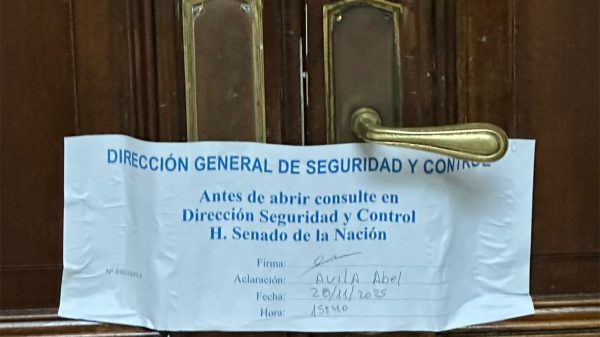 DIRECCIÓN GENERAL DE SEGURIDAD Y CONTROL
Antes de abrir consulte en
Dirección Seguridad y Control
H. Senado de la Nación
Firma:
Aclaración: AVILA Abel
Fecha: 28/11/2025
Hora: 15:40
Nº